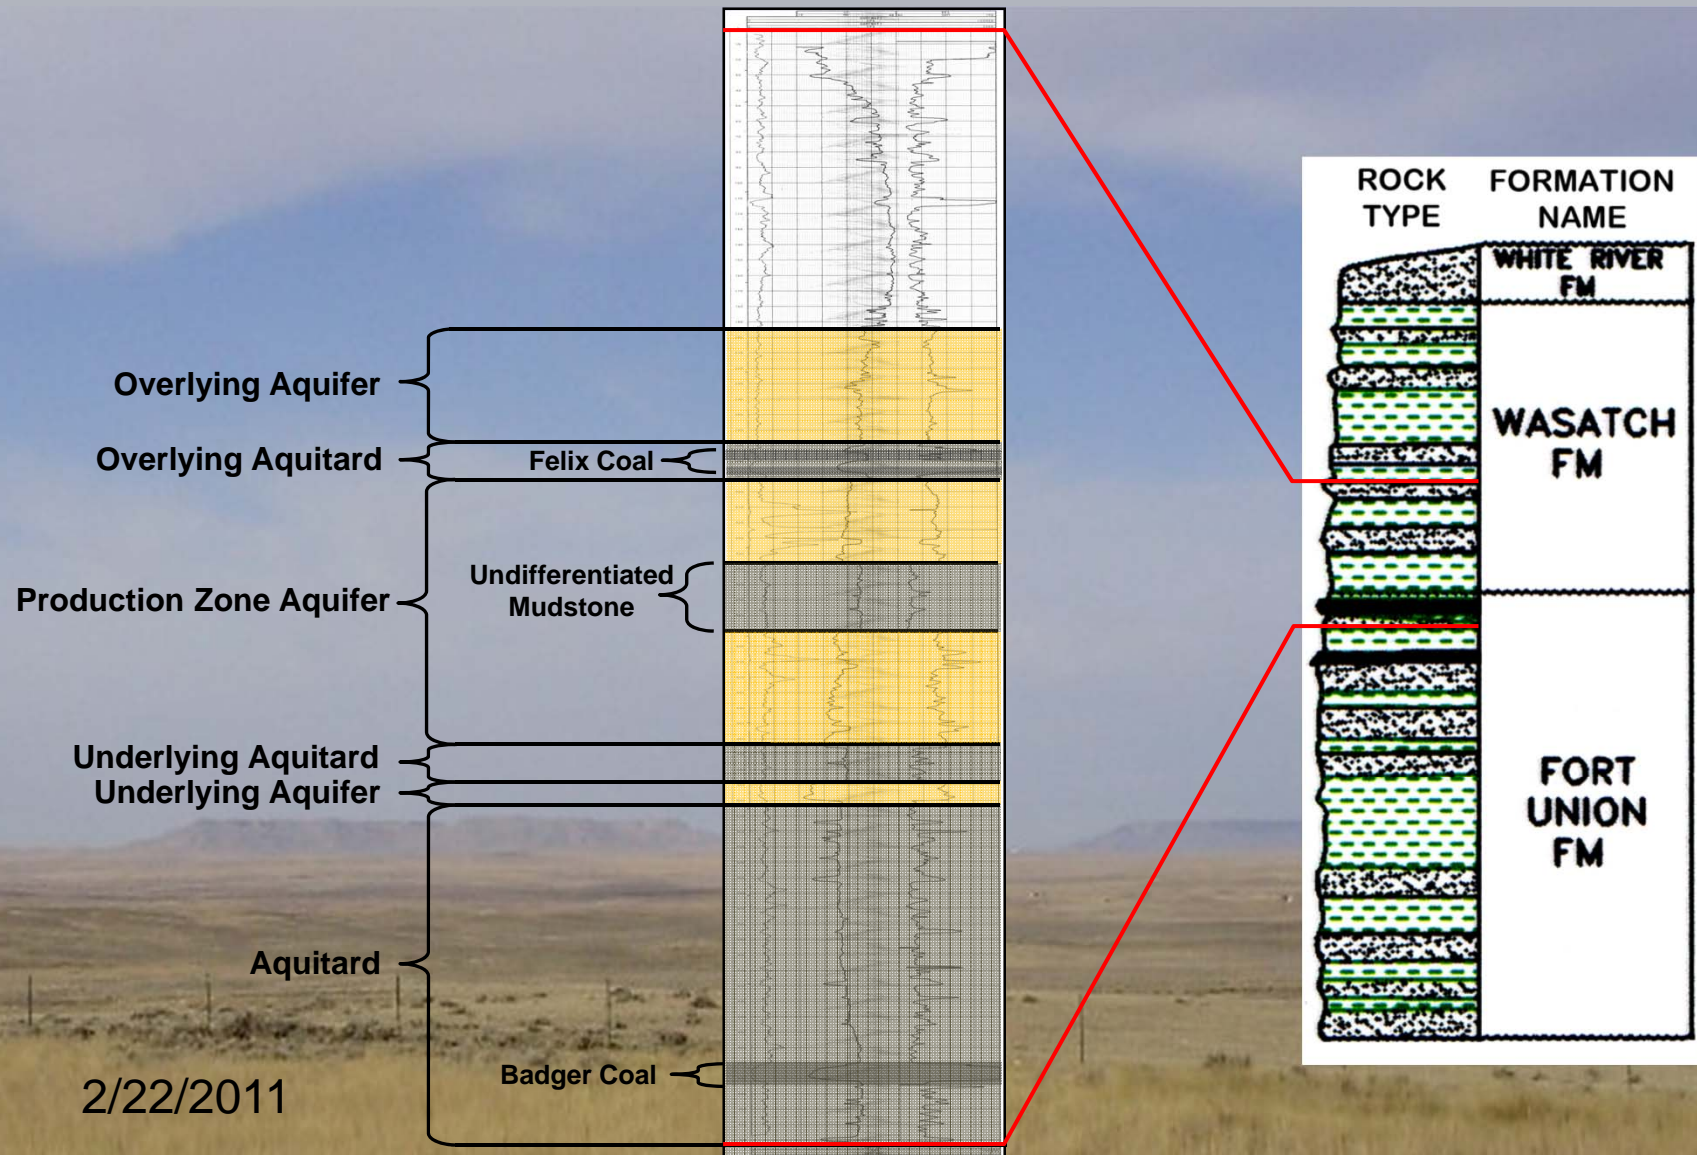 Overlying Aquifer
Overlying Aquitard
Felix Coal
Production Zone Aquifer
Undifferentiated
Mudstone
Underlying Aquitard
Underlying Aquifer
Aquitard
Badger Coal
2/22/2011
ROCK
TYPE
FORMATION
NAME
WHITE RIVER
FM
WASATCH
FM
FORT
UNION
FM